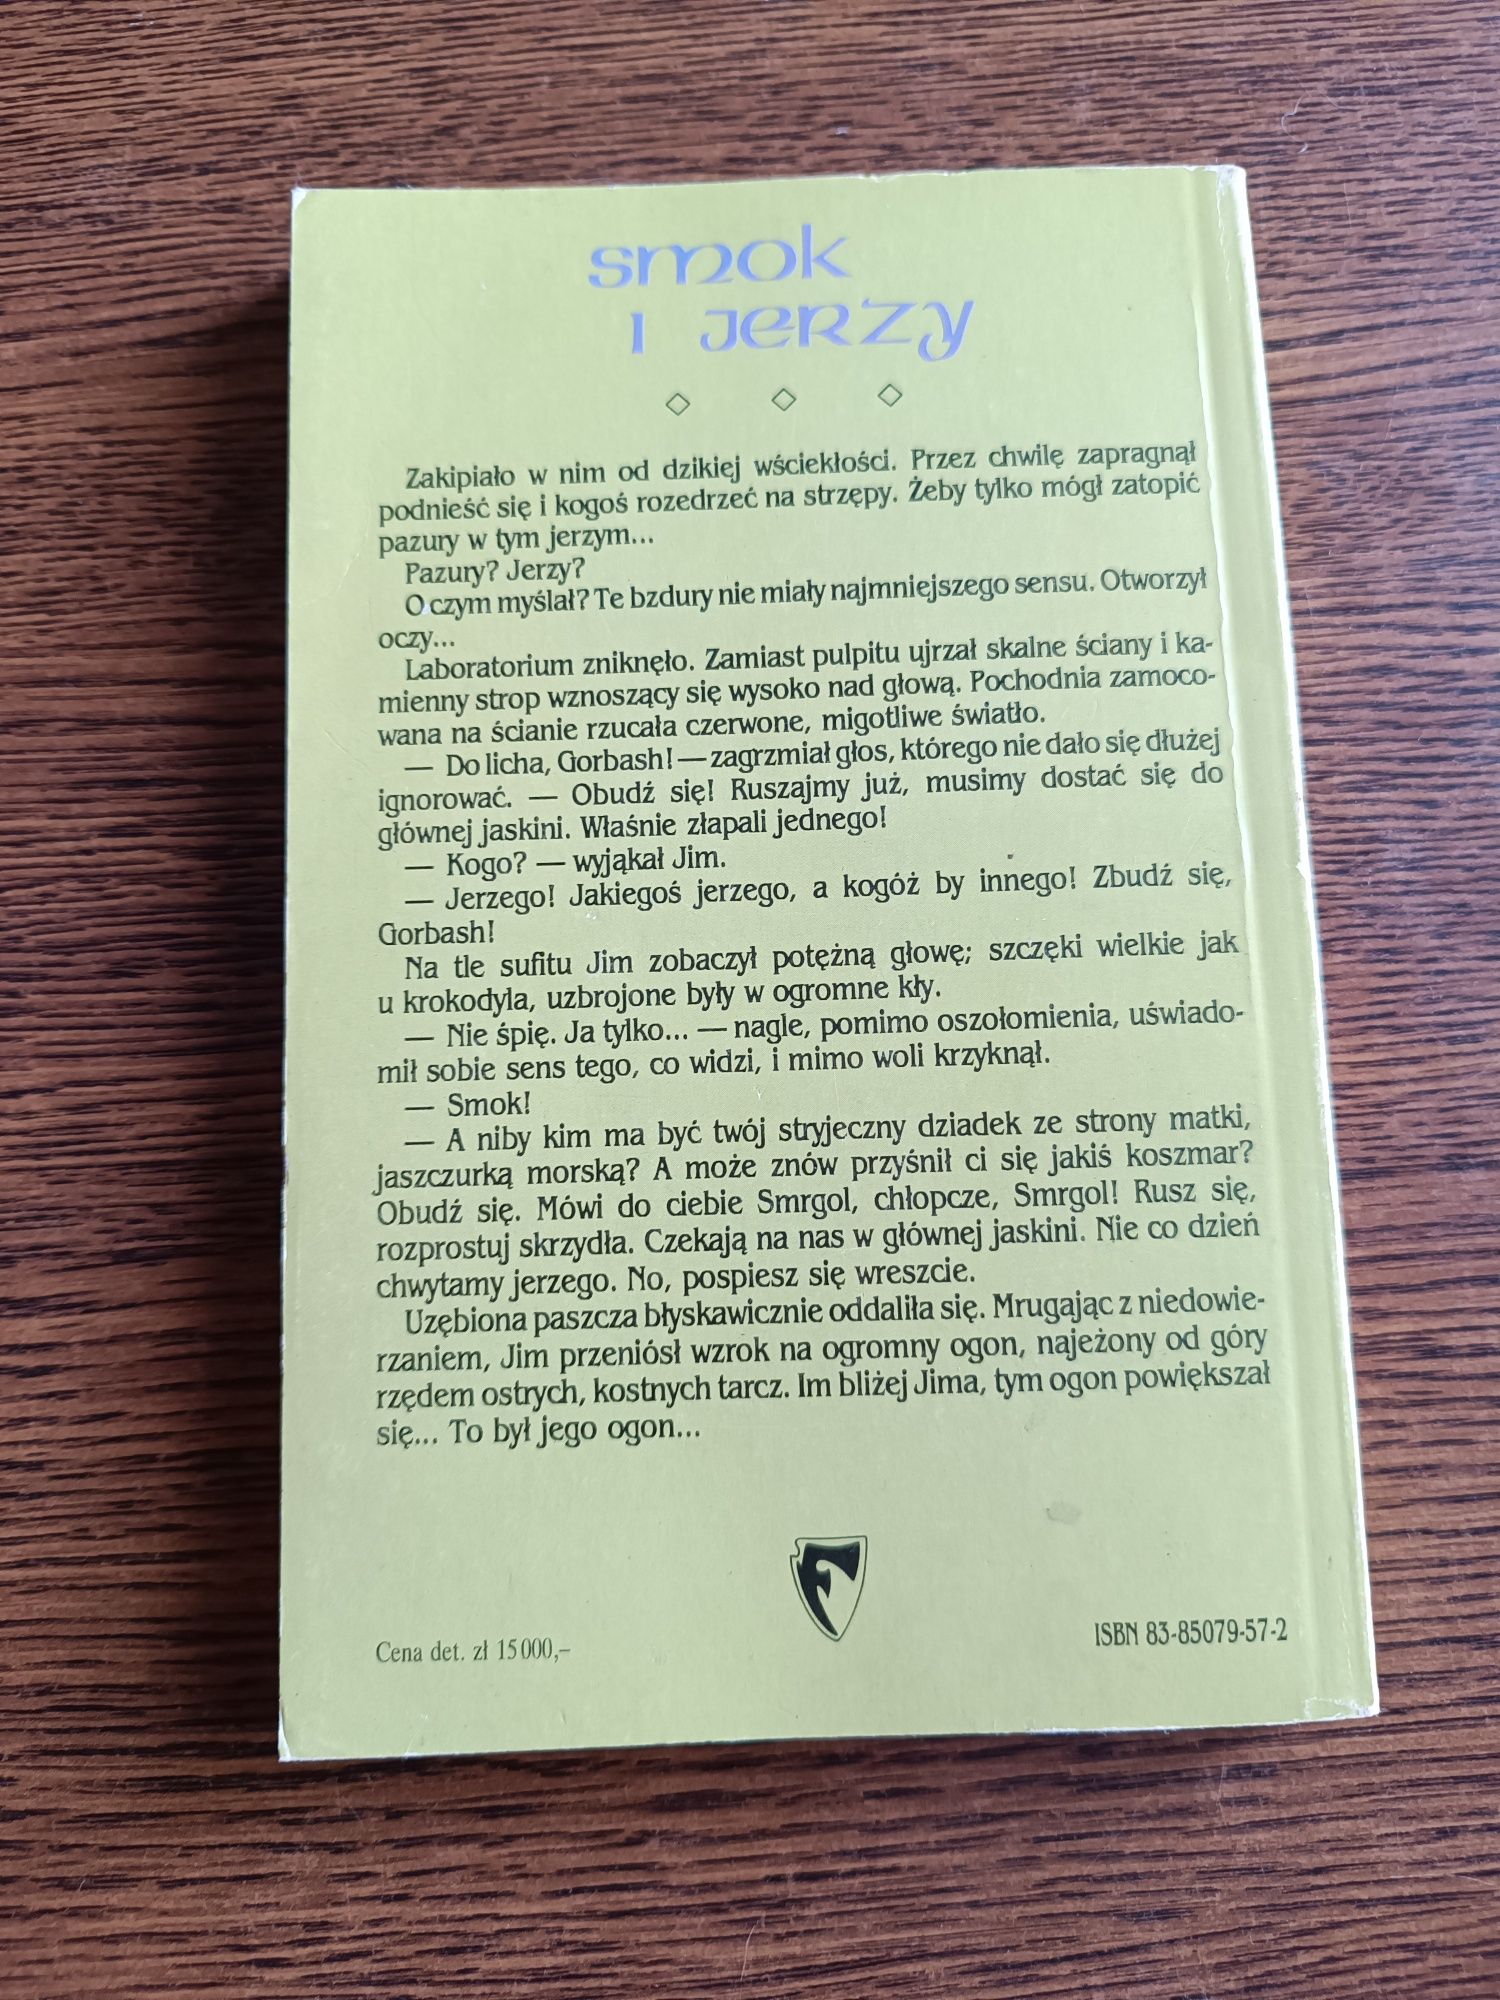 smok
i jerzy
Zakipiało w nim od dzikiej wściekłości. Przez chwilę zapragnął
podnieść się i kogoś rozedrzeć na strzępy. Żeby tylko mógł zatopić
pazury w tym jerzym...
Pazury? Jerzy?
O czym myślał? Te bzdury nie miały najmniejszego sensu. Otworzył
oczy...
Laboratorium zniknęło. Zamiast pulpitu ujrzał skalne ściany i ka-
mienny strop wznoszący się wysoko nad głową. Pochodnia zamoco-
wana na ścianie rzucała czerwone, migotliwe światło.
— Do licha, Gorbash! — zagrzmiał głos, którego nie dało się dłużej
ignorować. — Obudź się! Ruszajmy już, musimy dostać się do
głównej jaskini. Właśnie złapali jednego!
— Kogo? — wyjąkał Jim.
— Jerzego! Jakiegoś jerzego, a kogóż by innego! Zbudź się,
Gorbash!
Na tle sufitu Jim zobaczył potężną głowę; szczęki wielkie jak
u krokodyla, uzbrojone były w ogromne kły.
— Nie śpię. Ja tylko... — nagle, pomimo oszołomienia, uświado-
mił sobie sens tego, co widzi, i mimo woli krzyknął.
— Smok!
— A niby kim ma być twój stryjeczny dziadek ze strony matki,
jaszczurką morską? A może znów przyśnił ci się jakiś koszmar?
Obudź się. Mówi do ciebie Smrgol, chłopcze, Smrgol! Rusz się,
rozprostuj skrzydła. Czekają na nas w głównej jaskini. Nie co dzień
chwytamy jerzego. No, pospiesz się wreszcie.
Uzębiona paszcza błyskawicznie oddaliła się. Mrugając z niedowie-
rzaniem, Jim przeniósł wzrok na ogromny ogon, najeżony od góry
rzędem ostrych, kostnych tarcz. Im bliżej Jima, tym ogon powiększał
się... To był jego ogon...
F
Cena det. zł 15000,-
ISBN 83-85079-57-2